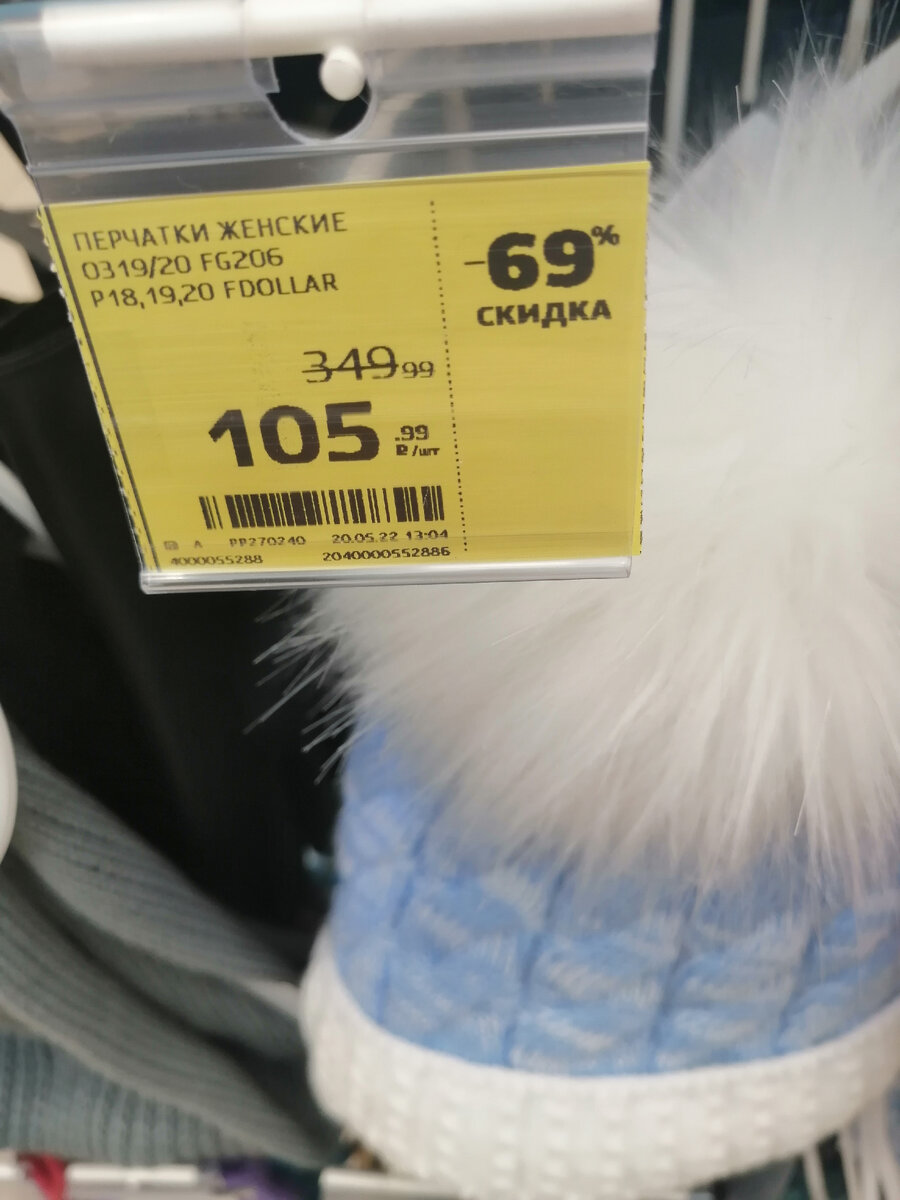 ПЕРЧАТКИ ЖЕНСКИЕ
0319/20 FG206
Р18,19,20 FDOLLAR
349 99
105 .99
₽/шт
-69%
СКИДКА
А PP270240 20.05.22 13:04
4000055288 2040000552886